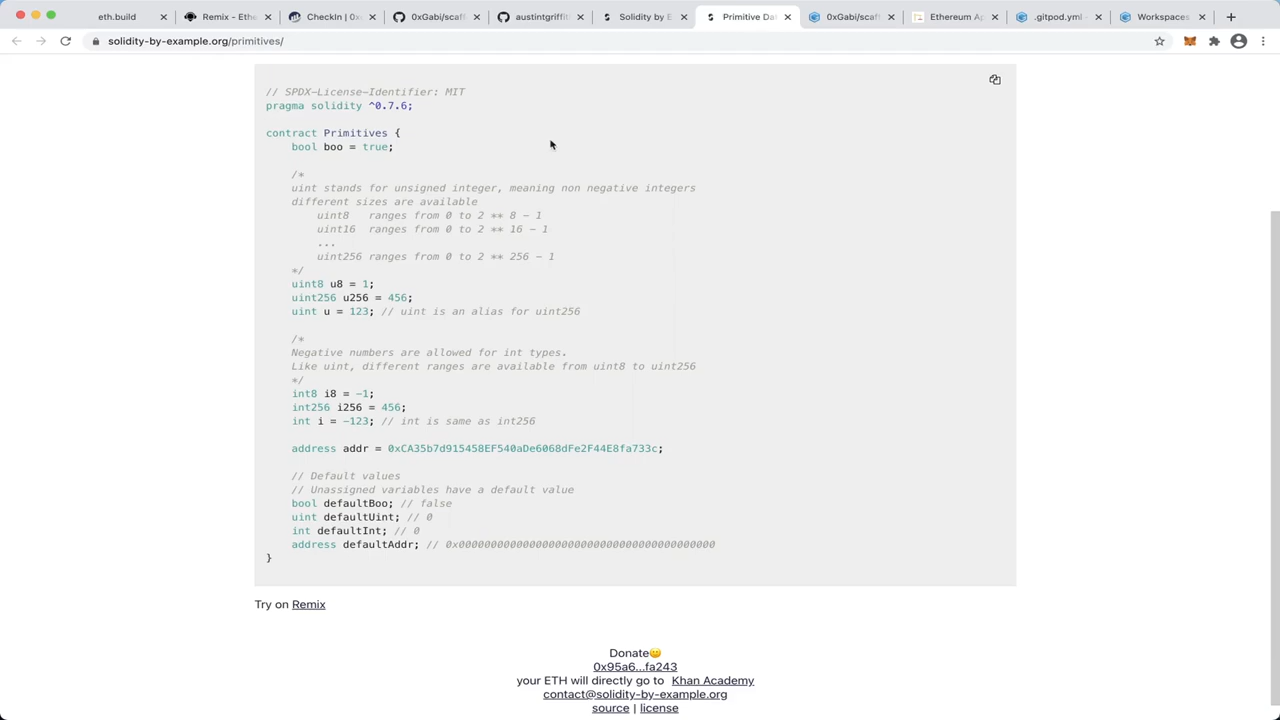 eth.build
Remix - Ethe
CheckIn | 0x
0xGabi/scaff
austintgriffit
Solidity by E
Primitive Da
0xGabi/scaff
Ethereum Ap
.gitpod.yml -
Workspaces
solidity-by-example.org/primitives/
// SPDX-License-Identifier: MIT
pragma solidity ^0.7.6;
contract Primitives {
bool boo = true;
/*
uint stands for unsigned integer, meaning non negative integers
different sizes are available
uint8 ranges from 0 to 2 ** 8 - 1
uint16 ranges from 0 to 2 ** 16 - 1
...
uint256 ranges from 0 to 2 ** 256 - 1
*/
uint8 u8 = 1;
uint256 u256 = 456;
uint u = 123; // uint is an alias for uint256
/*
Negative numbers are allowed for int types.
Like uint, different ranges are available from uint8 to uint256
*/
int8 i8 = -1;
int256 i256 = 456;
int i = -123; // int is same as int256
address addr = 0xCA35b7d915458EF540aDe6068dFe2F44E8fa733c;
// Default values
// Unassigned variables have a default value
bool defaultBoo; // false
uint defaultUint; // 0
int defaultInt; // 0
address defaultAddr; // 0x0000000000000000000000000000000000000000
}
Try on Remix
Donate
0x95a6...fa243
your ETH will directly go to Khan Academy
contact@solidity-by-example.org
source | license